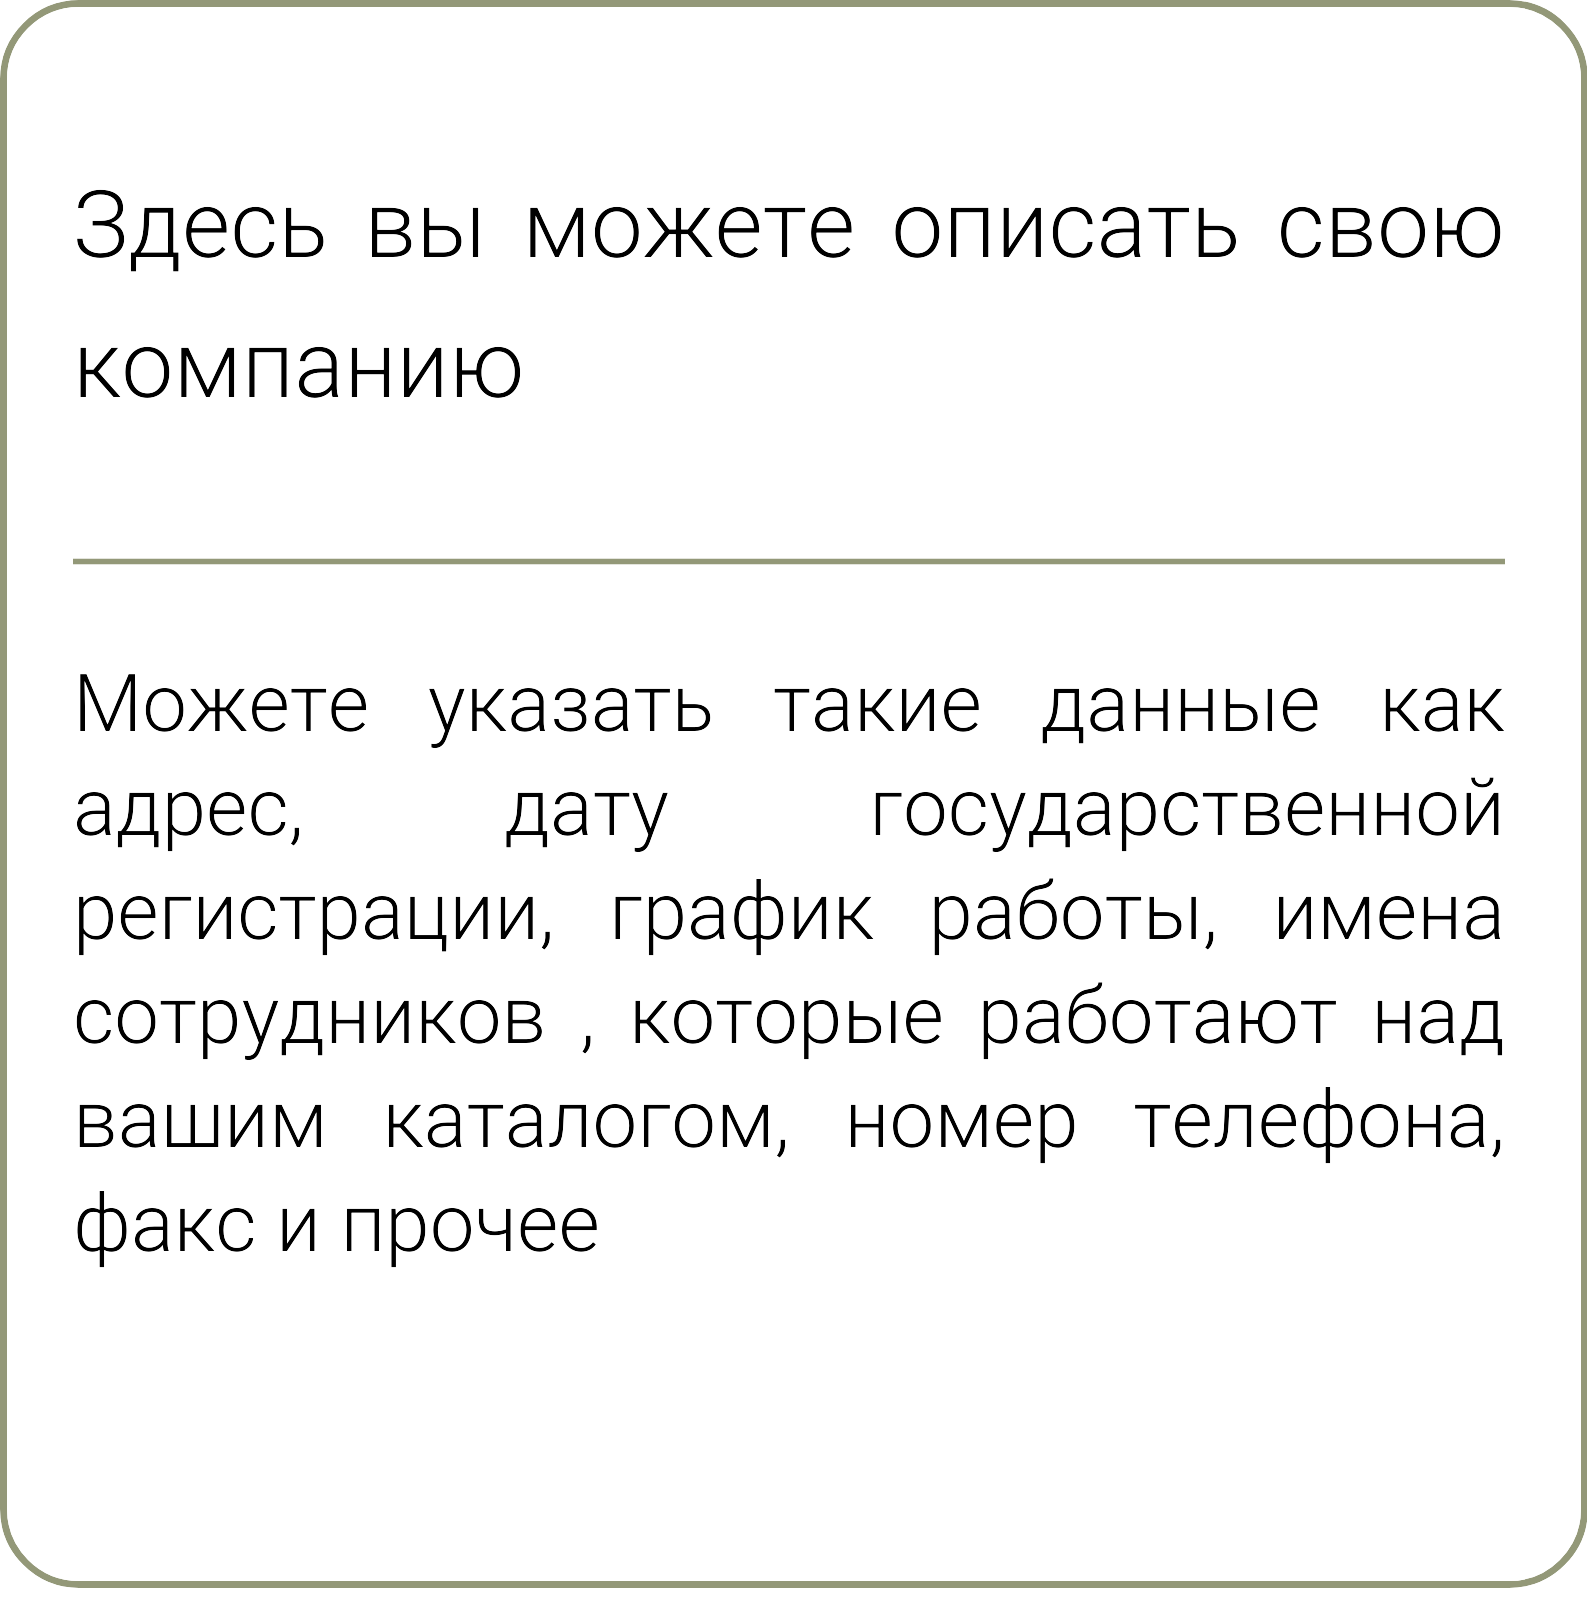 Здесь вы можете описать свою
компанию
Можете указать такие данные как
адрес, дату государственной
регистрации, график работы, имена
сотрудников , которые работают над
вашим каталогом, номер телефона,
факс и прочее